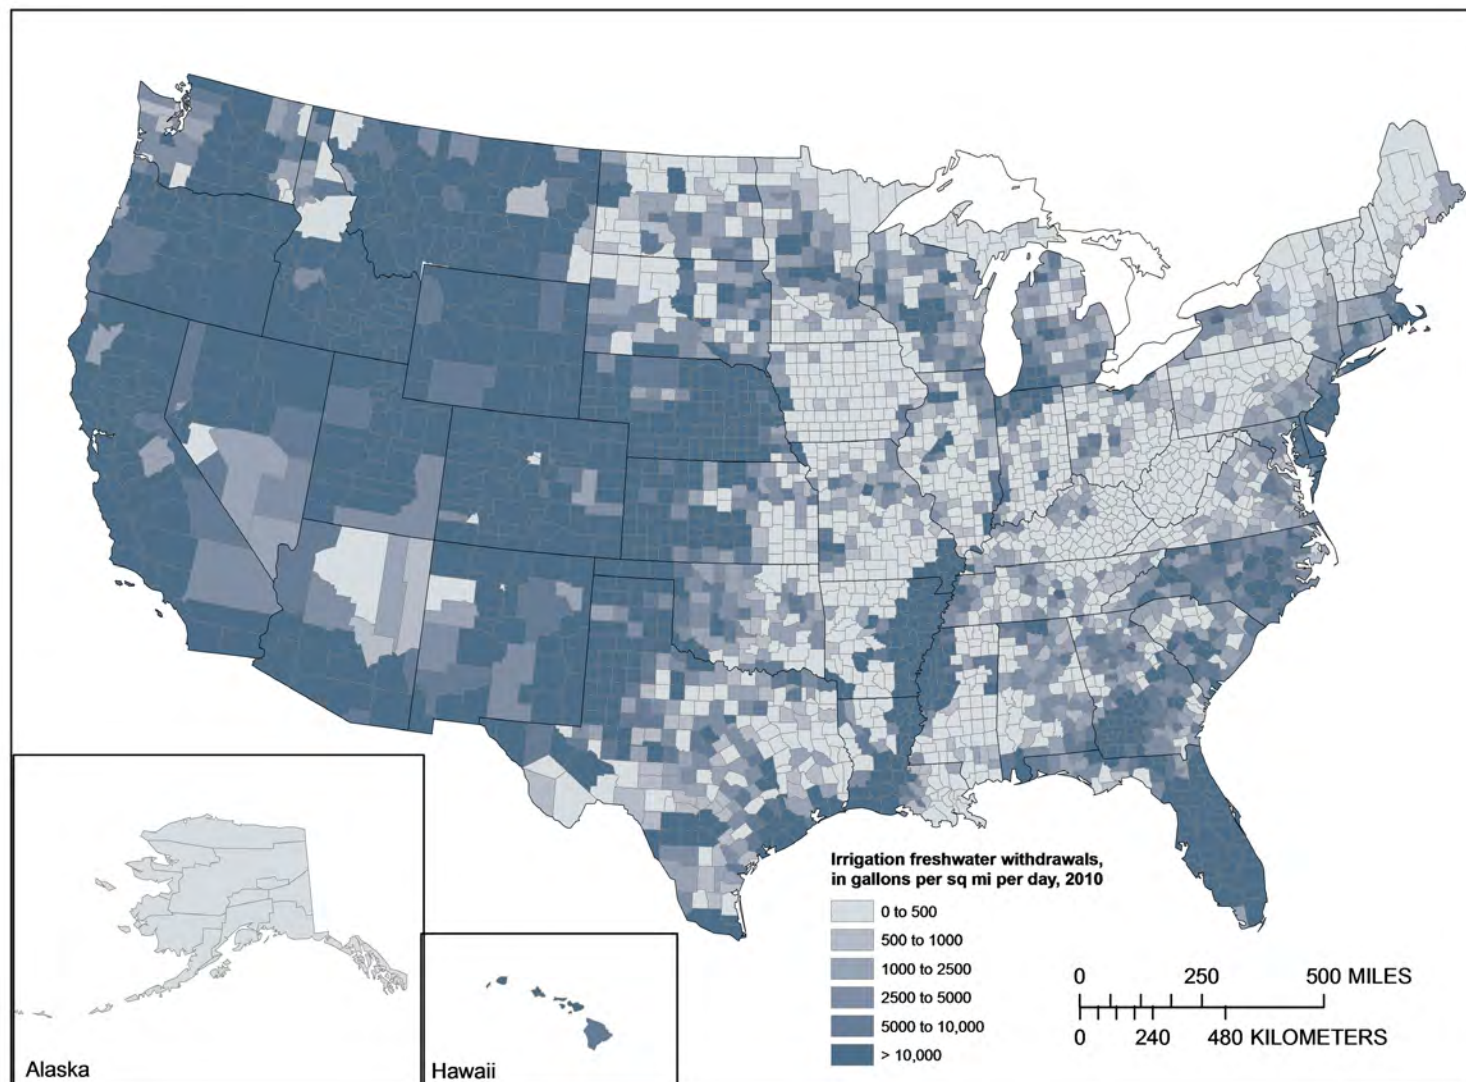 Irrigation freshwater withdrawals,
in gallons per sq mi per day, 2010
0 to 500
500 to 1000
1000 to 2500
2500 to 5000
5000 to 10,000
> 10,000
0 250 500 MILES
0 240 480 KILOMETERS
Alaska
Hawaii